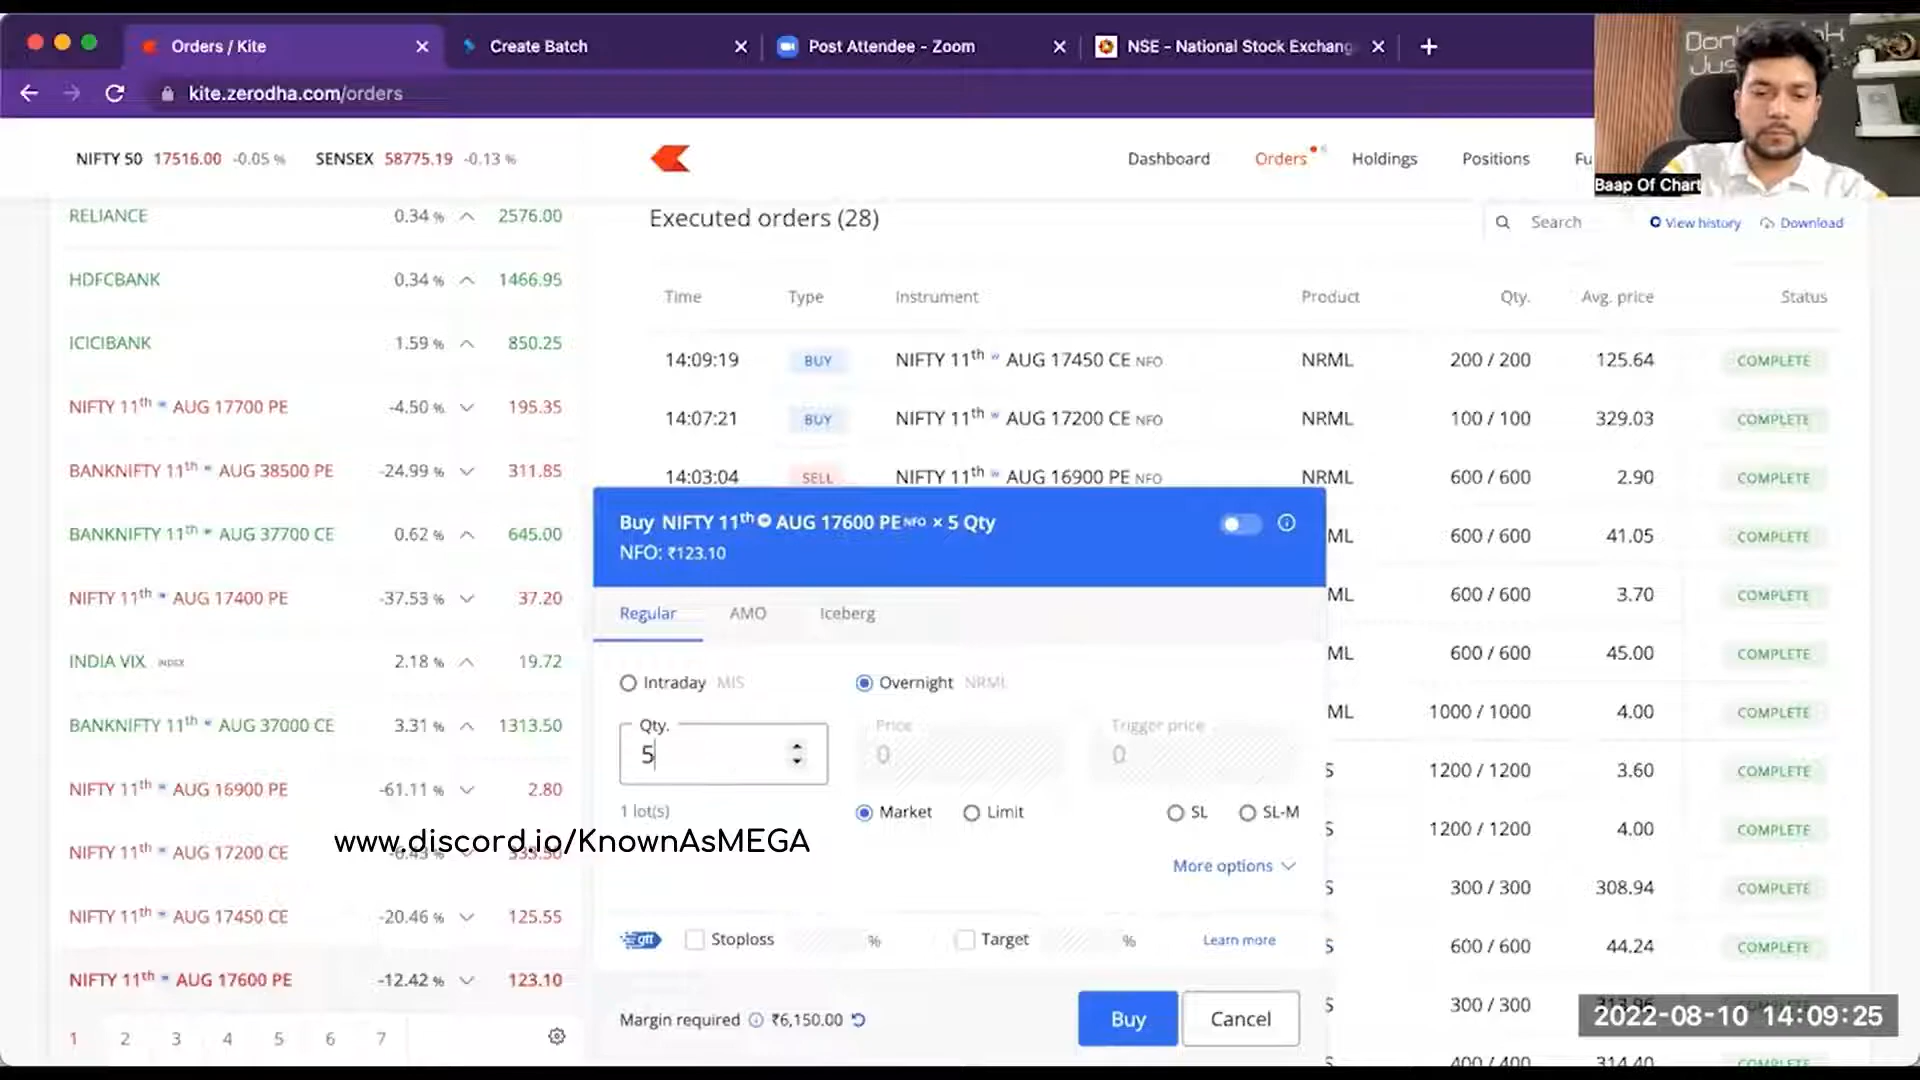 Orders / Kite
Create Batch
Post Attendee - Zoom
NSE - National Stock Exchang
kite.zerodha.com/orders
Baap Of Chart
NIFTY 50 17516.00 -0.05 % SENSEX 58775.19 -0.13 %
Dashboard Orders Holdings Positions Fu
RELIANCE 0.34 % 2576.00
HDFCBANK 0.34 % 1466.95
ICICIBANK 1.59 % 850.25
NIFTY 11th w AUG 17700 PE -4.50 % 195.35
BANKNIFTY 11th w AUG 38500 PE -24.99 % 311.85
BANKNIFTY 11th w AUG 37700 CE 0.62 % 645.00
NIFTY 11th w AUG 17400 PE -37.53 % 37.20
INDIA VIX INDEX 2.18 % 19.72
BANKNIFTY 11th w AUG 37000 CE 3.31 % 1313.50
NIFTY 11th w AUG 16900 PE -61.11 % 2.80
NIFTY 11th w AUG 17200 CE
NIFTY 11th w AUG 17450 CE -20.46 % 125.55
NIFTY 11th w AUG 17600 PE -12.42 % 123.10
1 2 3 4 5 6 7
www.discord.io/KnownAsMEGA
Executed orders (28)
Search View history Download
Time Type Instrument Product Qty. Avg. price Status
14:09:19 BUY NIFTY 11th w AUG 17450 CE NFO NRML 200 / 200 125.64 COMPLETE
14:07:21 BUY NIFTY 11th w AUG 17200 CE NFO NRML 100 / 100 329.03 COMPLETE
14:03:04 SELL NIFTY 11th w AUG 16900 PE NFO NRML 600 / 600 2.90 COMPLETE
ML 600 / 600 41.05 COMPLETE
ML 600 / 600 3.70 COMPLETE
ML 600 / 600 45.00 COMPLETE
ML 1000 / 1000 4.00 COMPLETE
S 1200 / 1200 3.60 COMPLETE
S 1200 / 1200 4.00 COMPLETE
S 300 / 300 308.94 COMPLETE
S 600 / 600 44.24 COMPLETE
S 300 / 300 313.96
S 400 / 400 314.40 COMPLETE
Buy NIFTY 11th w AUG 17600 PE NFO × 5 Qty
NFO: ₹123.10
Regular AMO Iceberg
Intraday MIS Overnight NRML
Qty. Price Trigger price
5 0 0
1 lot(s) Market Limit SL SL-M
More options
gtt Stoploss % Target % Learn more
Margin required ₹6,150.00 Buy Cancel
2022-08-10 14:09:25